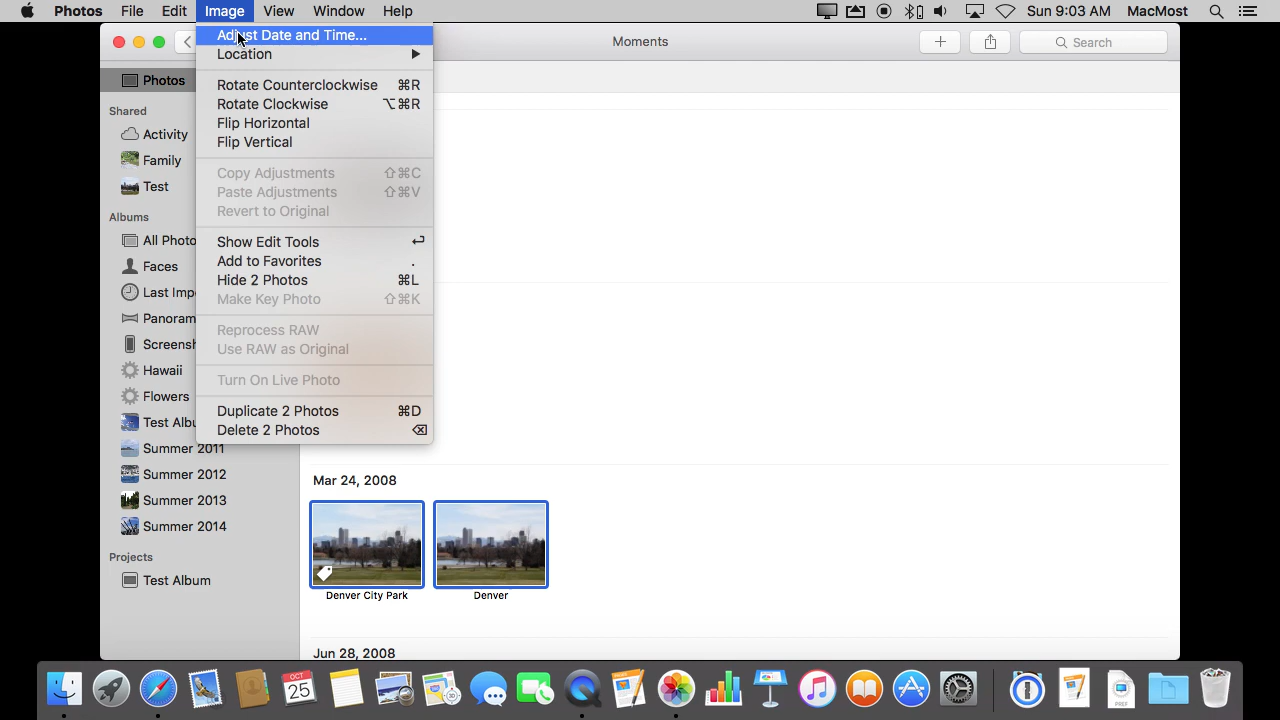 Photos File Edit Image View Window Help Sun 9:03 AM MacMost
Adjust Date and Time...
Location
Rotate Counterclockwise ⌘R
Rotate Clockwise ⌥⌘R
Flip Horizontal
Flip Vertical
Copy Adjustments ⇧⌘C
Paste Adjustments ⇧⌘V
Revert to Original
Show Edit Tools ↩
Add to Favorites .
Hide 2 Photos ⌘L
Make Key Photo ⇧⌘K
Reprocess RAW
Use RAW as Original
Turn On Live Photo
Duplicate 2 Photos ⌘D
Delete 2 Photos ⌫
Moments
Search
Photos
Shared
Activity
Family
Test
Albums
All Photo
Faces
Last Imp
Panoram
Screensh
Hawaii
Flowers
Test Albu
Summer 2011
Summer 2012
Summer 2013
Summer 2014
Projects
Test Album
Mar 24, 2008
Denver City Park Denver
Jun 28, 2008
OCT
25
3D